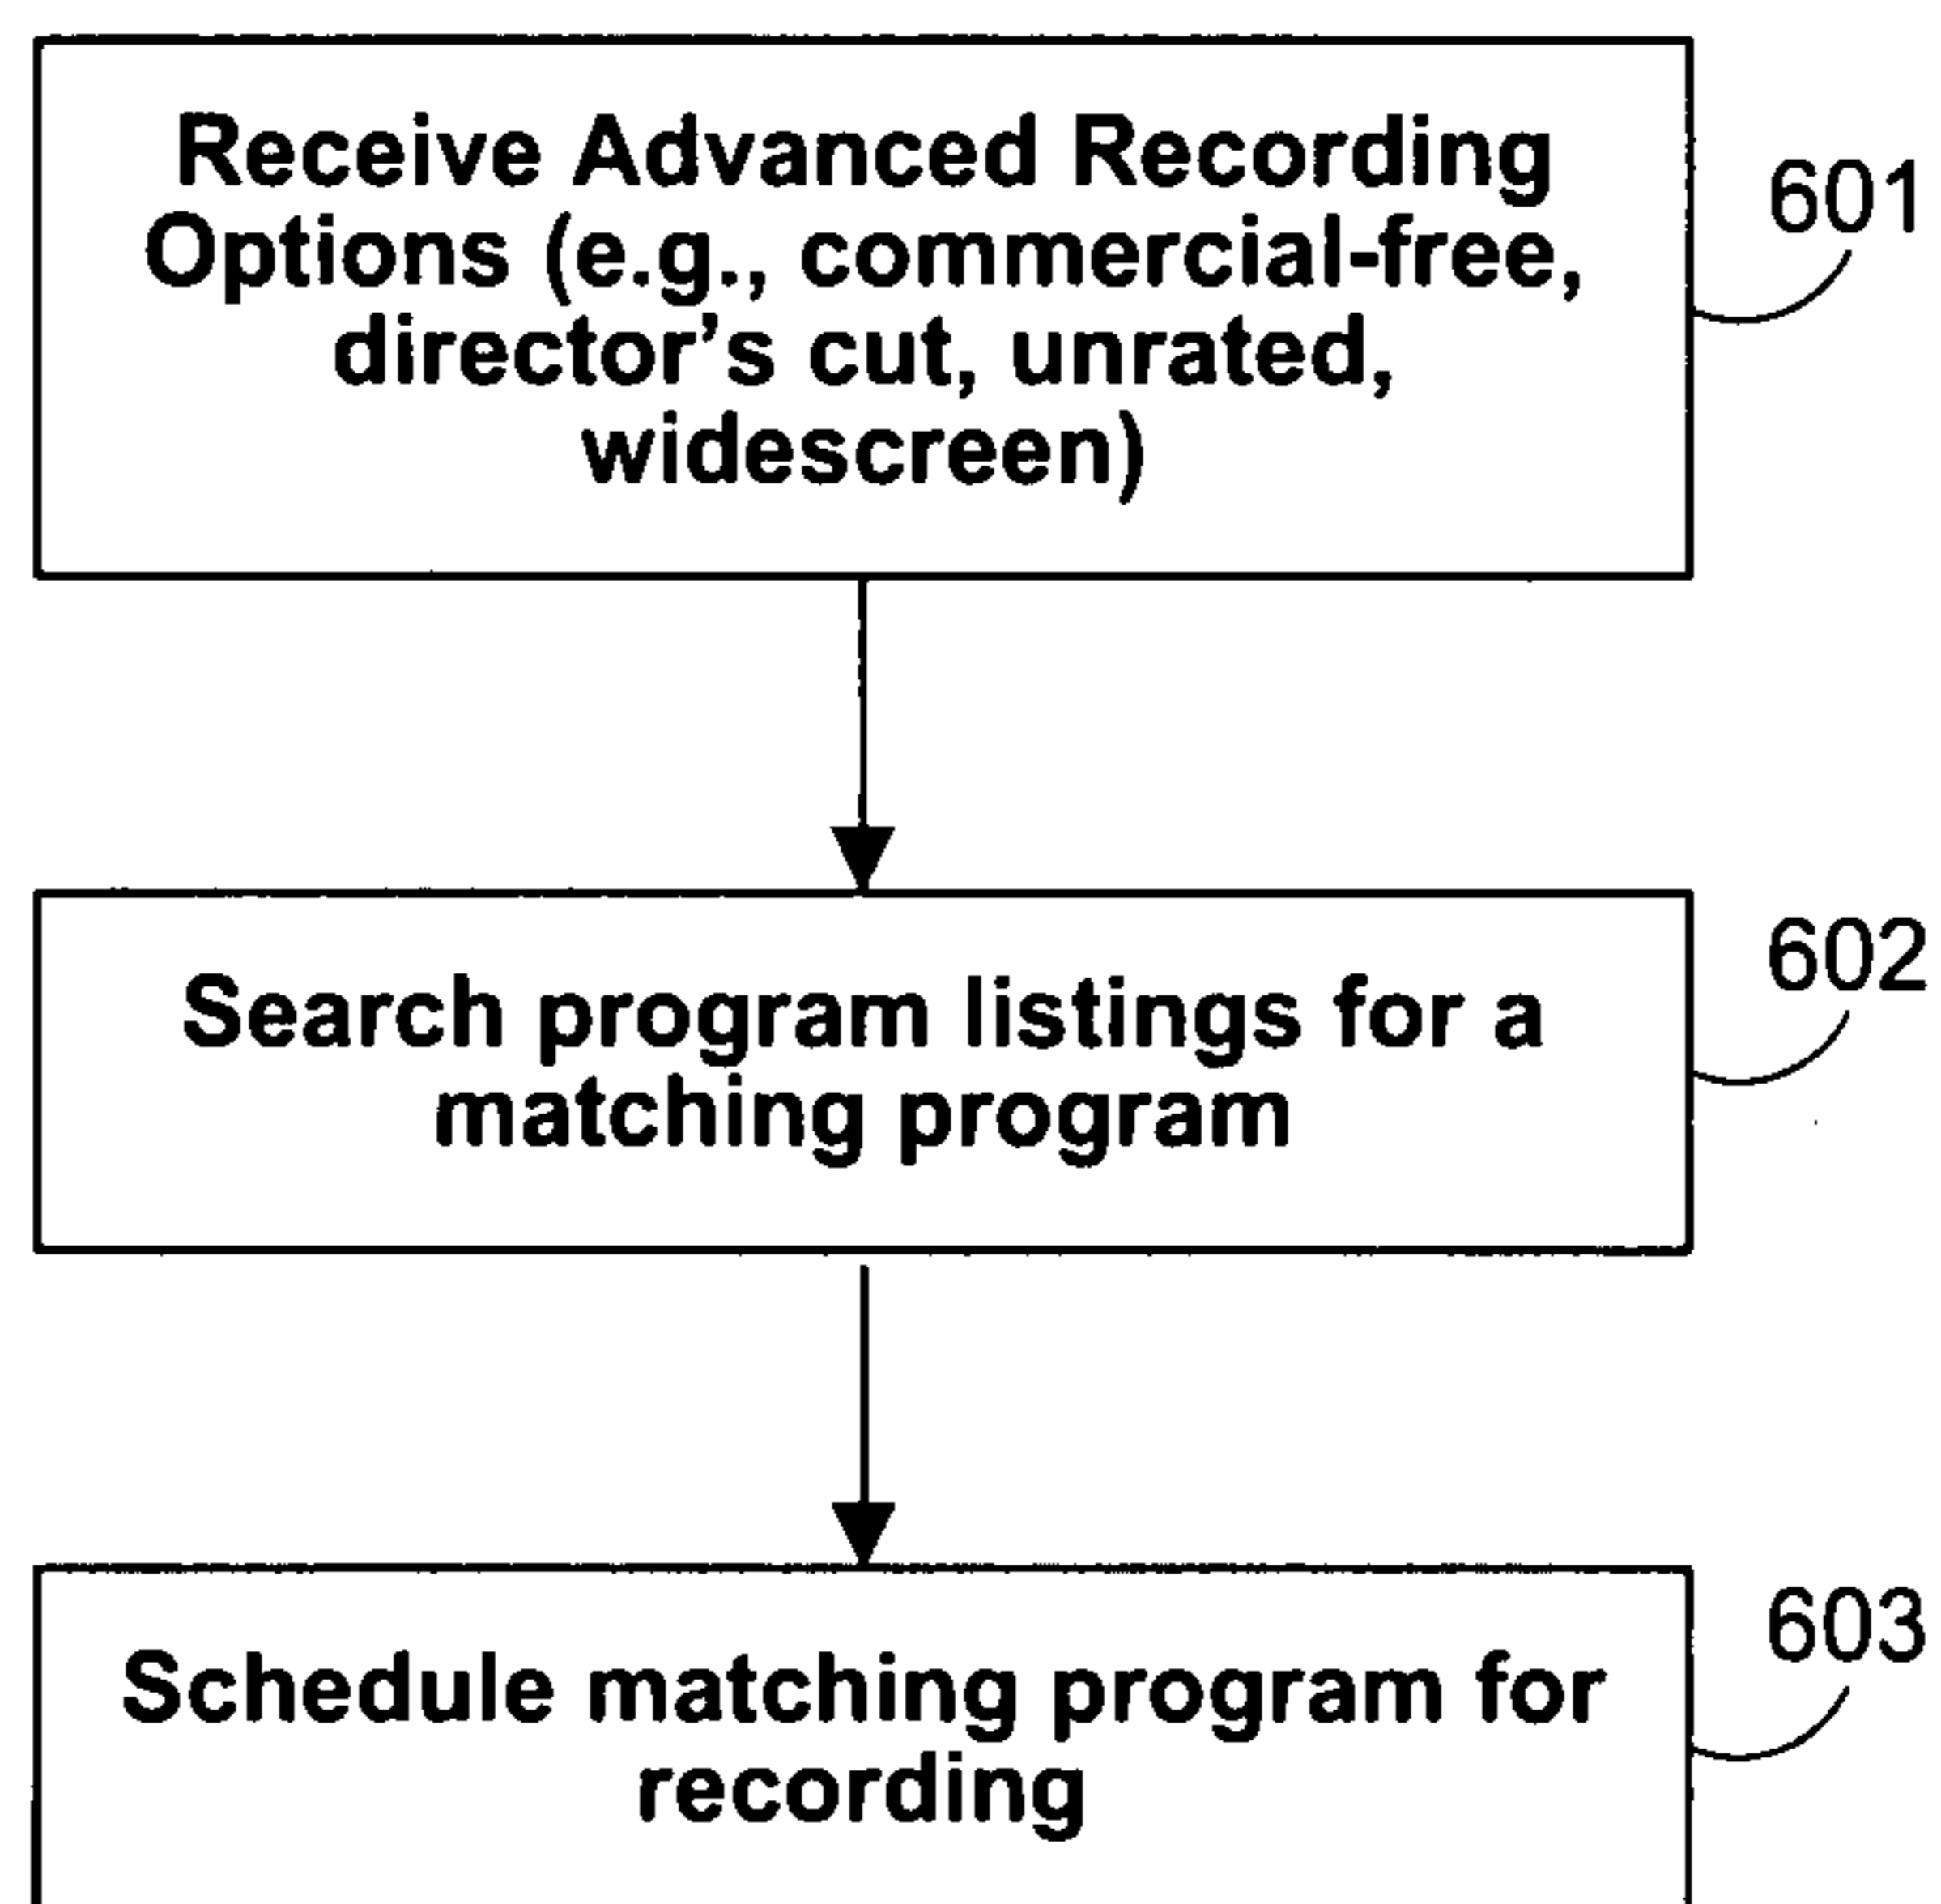 Receive Advanced Recording
Options (e.g., commercial-free,
director's cut, unrated,
widescreen)
601
Search program listings for a
matching program
602
Schedule matching program for
recording
603